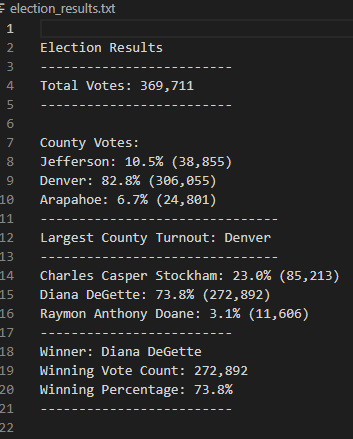 election_results.txt
1
2 Election Results
3 -------------------------
4 Total Votes: 369,711
5 -------------------------
6
7 County Votes:
8 Jefferson: 10.5% (38,855)
9 Denver: 82.8% (306,055)
10 Arapahoe: 6.7% (24,801)
11 -------------------------------
12 Largest County Turnout: Denver
13 -------------------------------
14 Charles Casper Stockham: 23.0% (85,213)
15 Diana DeGette: 73.8% (272,892)
16 Raymon Anthony Doane: 3.1% (11,606)
17 -------------------------
18 Winner: Diana DeGette
19 Winning Vote Count: 272,892
20 Winning Percentage: 73.8%
21 -------------------------
22